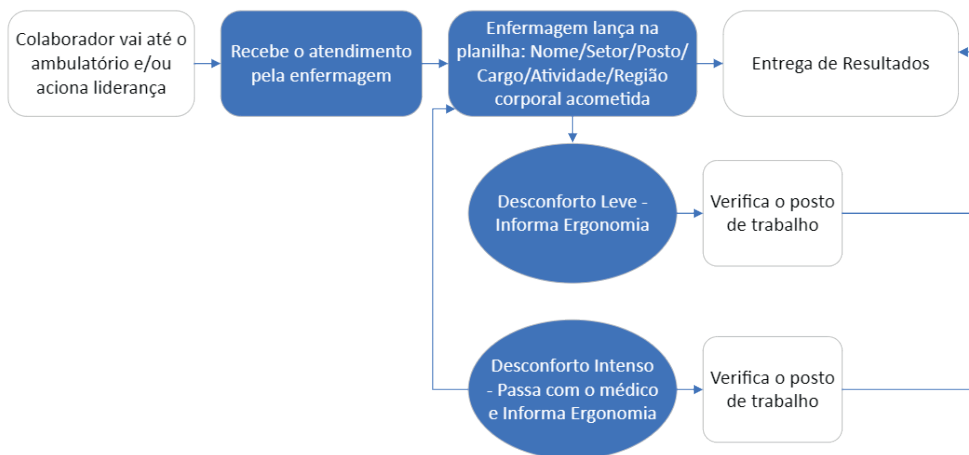 Colaborador vai até o
ambulatório e/ou
aciona liderança
Recebe o atendimento
pela enfermagem
Enfermagem lança na
planilha: Nome/Setor/Posto/
Cargo/Atividade/Região
corporal acometida
Entrega de Resultados
Desconforto Leve -
Informa Ergonomia
Verifica o posto
de trabalho
Desconforto Intenso
- Passa com o médico
e Informa Ergonomia
Verifica o posto
de trabalho